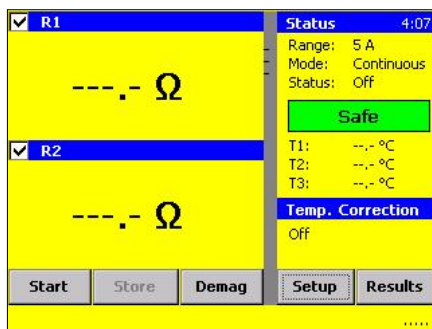 R1
---.- Ω
R2
---.- Ω
Start Store Demag
Status 4:07
Range: 5 A
Mode: Continuous
Status: Off
Safe
T1: --.- °C
T2: --.- °C
T3: --.- °C
Temp. Correction
Off
Setup Results
.....